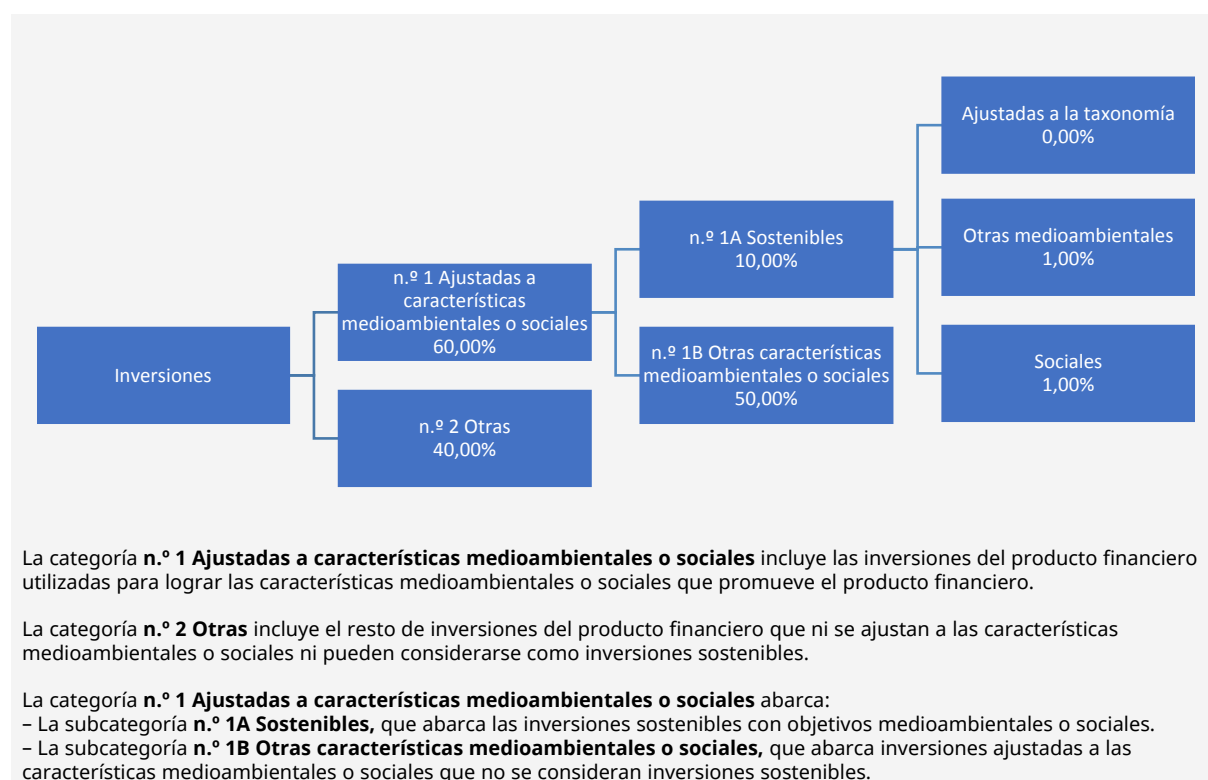 Ajustadas a la taxonomía
0,00%
n.º 1A Sostenibles
10,00%
Otras medioambientales
1,00%
n.º 1 Ajustadas a
características
medioambientales o sociales
60,00%
Inversiones
n.º 1B Otras características
medioambientales o sociales
50,00%
Sociales
1,00%
n.º 2 Otras
40,00%
La categoría n.º 1 Ajustadas a características medioambientales o sociales incluye las inversiones del producto financiero
utilizadas para lograr las características medioambientales o sociales que promueve el producto financiero.
La categoría n.º 2 Otras incluye el resto de inversiones del producto financiero que ni se ajustan a las características
medioambientales o sociales ni pueden considerarse como inversiones sostenibles.
La categoría n.º 1 Ajustadas a características medioambientales o sociales abarca:
– La subcategoría n.º 1A Sostenibles, que abarca las inversiones sostenibles con objetivos medioambientales o sociales.
– La subcategoría n.º 1B Otras características medioambientales o sociales, que abarca inversiones ajustadas a las
características medioambientales o sociales que no se consideran inversiones sostenibles.